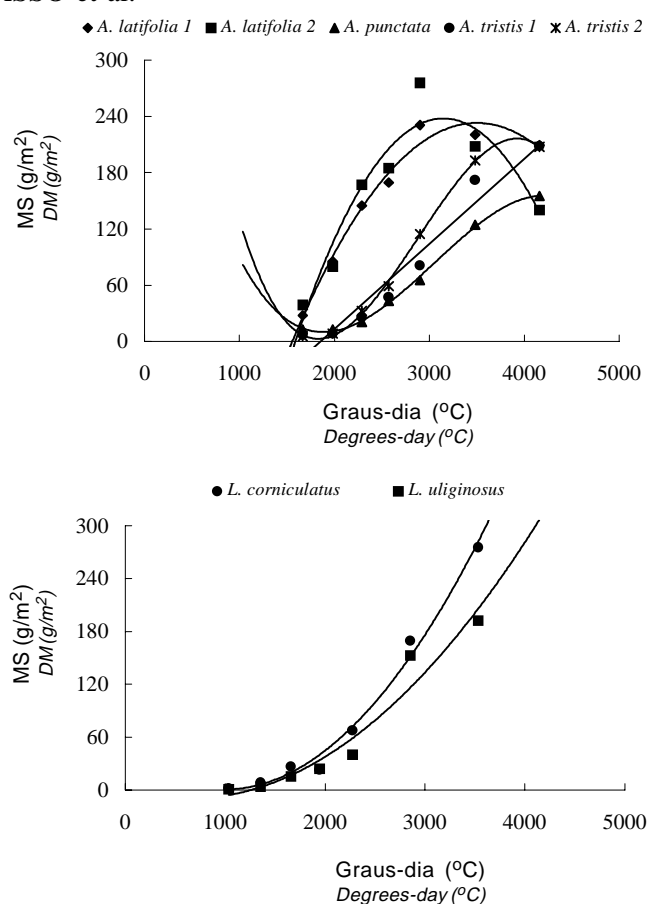 et al.
A. latifolia 1 A. latifolia 2 A. punctata A. tristis 1 A. tristis 2
300
240
180
120
60
0
MS (g/m²)
DM (g/m²)
0 1000 2000 3000 4000 5000
Graus-dia (ºC)
Degrees-day (ºC)
L. corniculatus L. uliginosus
300
240
180
120
60
0
MS (g/m²)
DM (g/m²)
0 1000 2000 3000 4000 5000
Graus-dia (ºC)
Degrees-day (ºC)